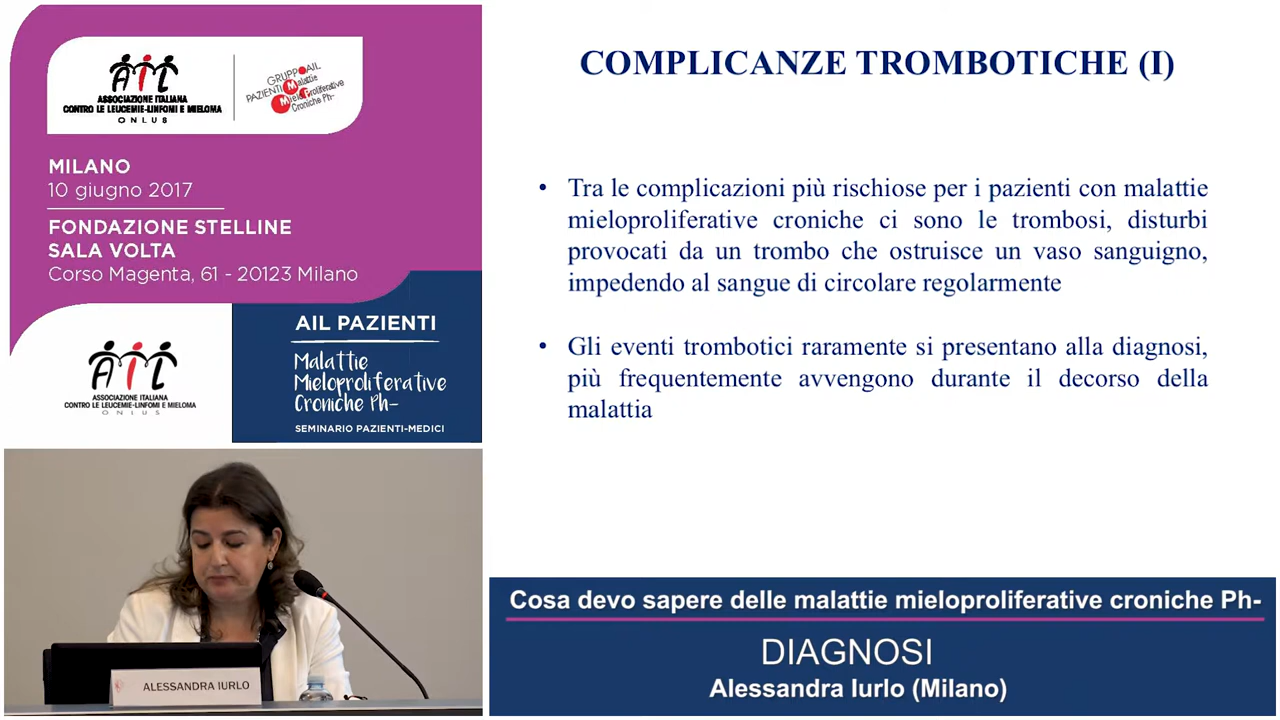 AIL
ASSOCIAZIONE ITALIANA
CONTRO LE LEUCEMIE-LINFOMI E MIELOMA
ONLUS
GRUPPO AIL
PAZIENTI Malattie
Mieloproliferative
Croniche Ph-
MILANO
10 giugno 2017
FONDAZIONE STELLINE
SALA VOLTA
Corso Magenta, 61 - 20123 Milano
AIL
ASSOCIAZIONE ITALIANA
CONTRO LE LEUCEMIE-LINFOMI E MIELOMA
ONLUS
AIL PAZIENTI
Malattie
Mieloproliferative
Croniche Ph-
SEMINARIO PAZIENTI-MEDICI
ALESSANDRA IURLO
COMPLICANZE TROMBOTICHE (I)
• Tra le complicazioni più rischiose per i pazienti con malattie
mieloproliferative croniche ci sono le trombosi, disturbi
provocati da un trombo che ostruisce un vaso sanguigno,
impedendo al sangue di circolare regolarmente
• Gli eventi trombotici raramente si presentano alla diagnosi,
più frequentemente avvengono durante il decorso della
malattia
Cosa devo sapere delle malattie mieloproliferative croniche Ph-
DIAGNOSI
Alessandra Iurlo (Milano)